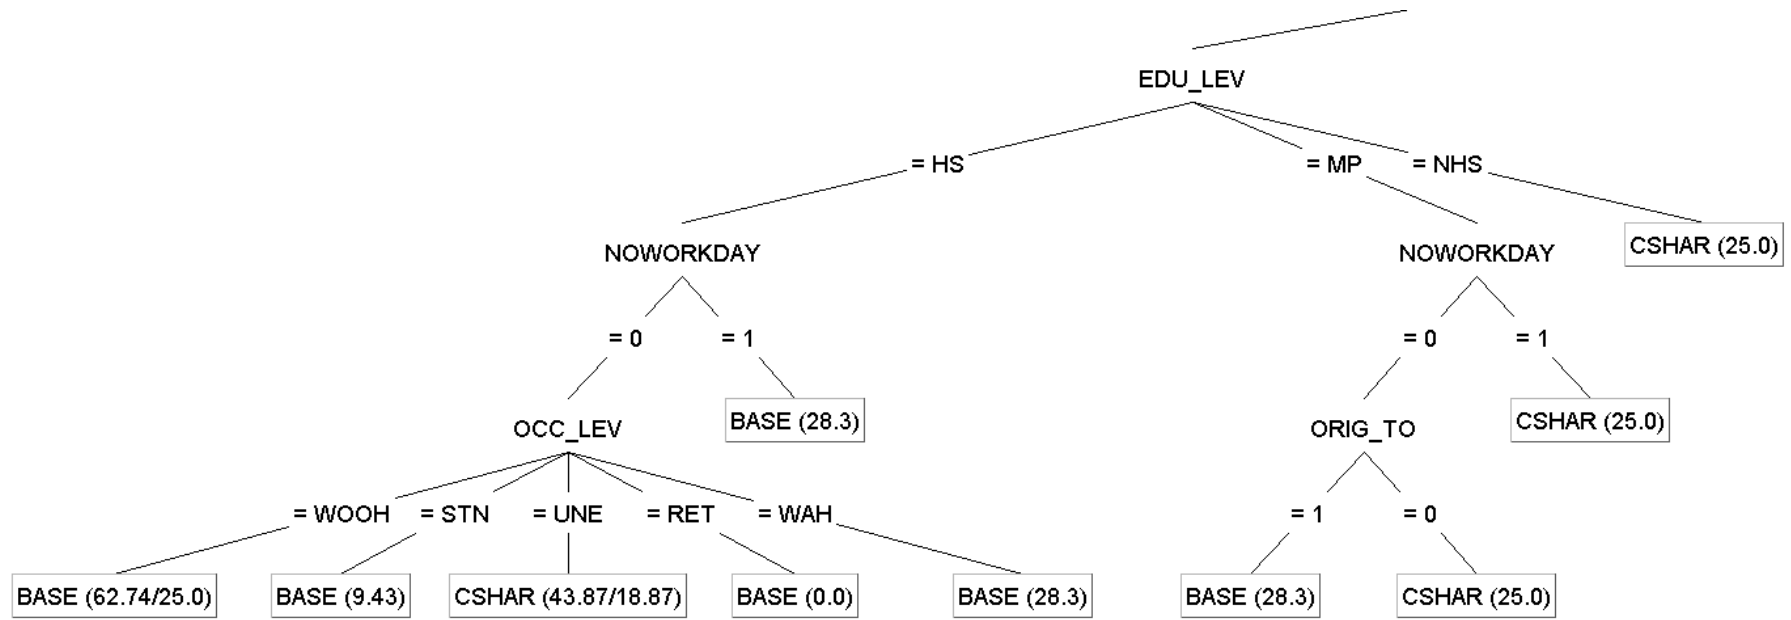 EDU_LEV
= HS
= MP
= NHS
NOWORKDAY
NOWORKDAY
CSHAR (25.0)
= 0
= 1
= 0
= 1
OCC_LEV
BASE (28.3)
ORIG_TO
CSHAR (25.0)
= WOOH
= STN
= UNE
= RET
= WAH
= 1
= 0
BASE (62.74/25.0)
BASE (9.43)
CSHAR (43.87/18.87)
BASE (0.0)
BASE (28.3)
BASE (28.3)
CSHAR (25.0)